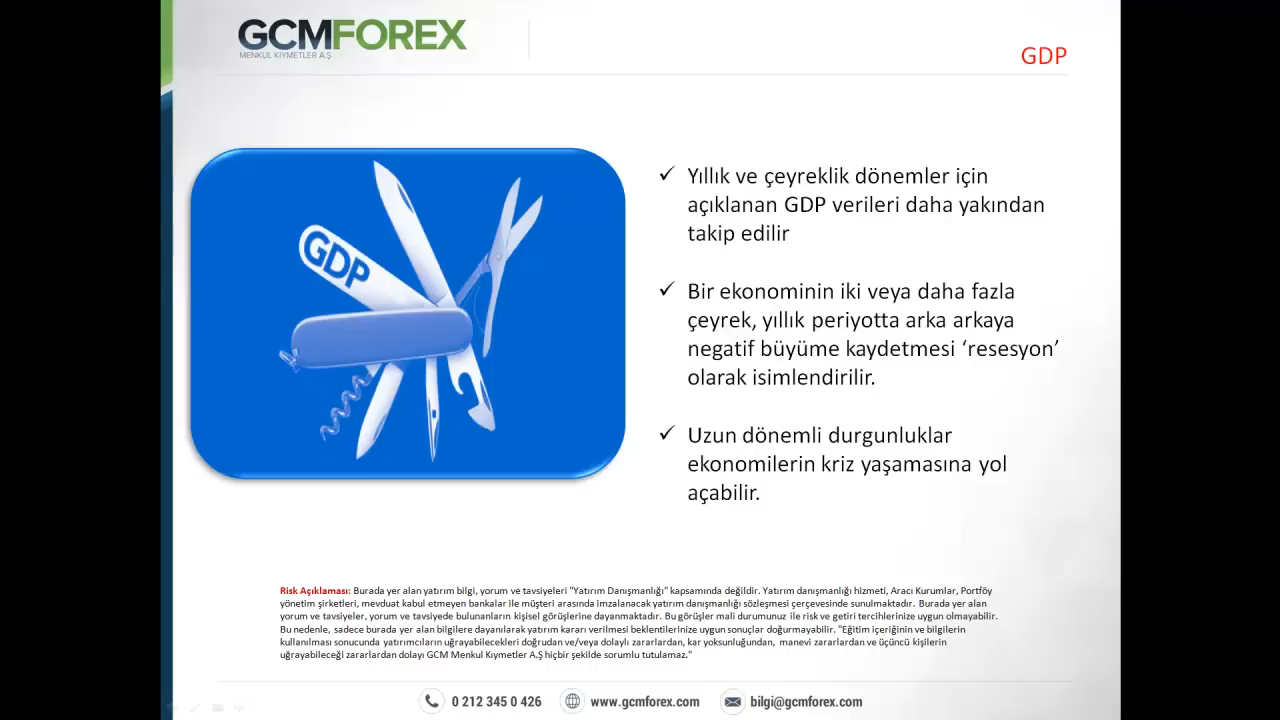 GCMFOREX
MENKUL KIYMETLER A.Ş
GDP
GDP
✓ Yıllık ve çeyreklik dönemler için
açıklanan GDP verileri daha yakından
takip edilir
✓ Bir ekonominin iki veya daha fazla
çeyrek, yıllık periyotta arka arkaya
negatif büyüme kaydetmesi ‘resesyon’
olarak isimlendirilir.
✓ Uzun dönemli durgunluklar
ekonomilerin kriz yaşamasına yol
açabilir.
Risk Açıklaması: Burada yer alan yatırım bilgi, yorum ve tavsiyeleri "Yatırım Danışmanlığı" kapsamında değildir. Yatırım danışmanlığı hizmeti, Aracı Kurumlar, Portföy
yönetim şirketleri, mevduat kabul etmeyen bankalar ile müşteri arasında imzalanacak yatırım danışmanlığı sözleşmesi çerçevesinde sunulmaktadır. Burada yer alan
yorum ve tavsiyeler, yorum ve tavsiyede bulunanların kişisel görüşlerine dayanmaktadır. Bu görüşler mali durumunuz ile risk ve getiri tercihlerinize uygun olmayabilir.
Bu nedenle, sadece burada yer alan bilgilere dayanılarak yatırım kararı verilmesi beklentilerinize uygun sonuçlar doğurmayabilir. "Eğitim içeriğinin ve bilgilerin
kullanılması sonucunda yatırımcıların uğrayabilecekleri doğrudan ve/veya dolaylı zararlardan, kar yoksunluğundan, manevi zararlardan ve üçüncü kişilerin
uğrayabileceği zararlardan dolayı GCM Menkul Kıymetler A.Ş hiçbir şekilde sorumlu tutulamaz."
0 212 345 0 426 www.gcmforex.com bilgi@gcmforex.com